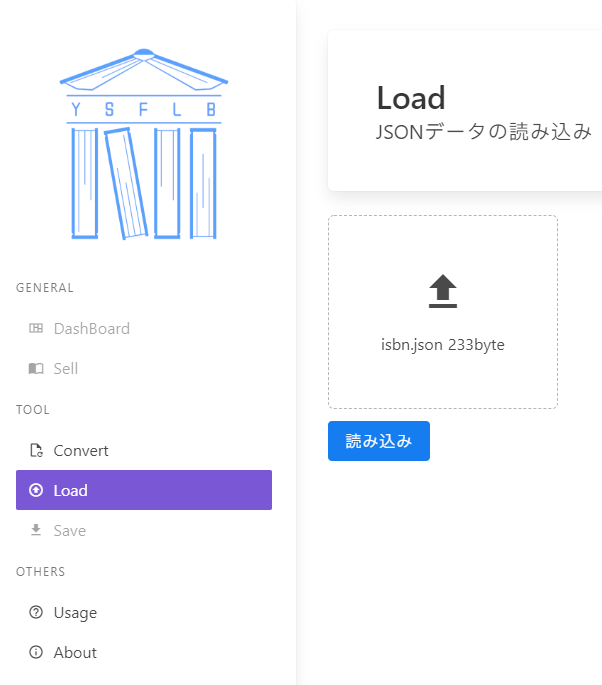 Y S F L B
GENERAL
DashBoard
Sell
TOOL
Convert
Load
Save
OTHERS
Usage
About
Load
JSONデータの読み込み
isbn.json 233byte
読み込み